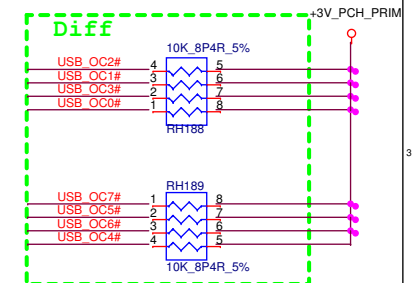 +3V_PCH_PRIM
Diff
10K_8P4R_5%
USB_OC2# 4 5
USB_OC1# 3 6
USB_OC3# 2 7
USB_OC0# 1 8
RH188
3
RH189
USB_OC7# 1 8
USB_OC5# 2 7
USB_OC6# 3 6
USB_OC4# 4 5
10K_8P4R_5%